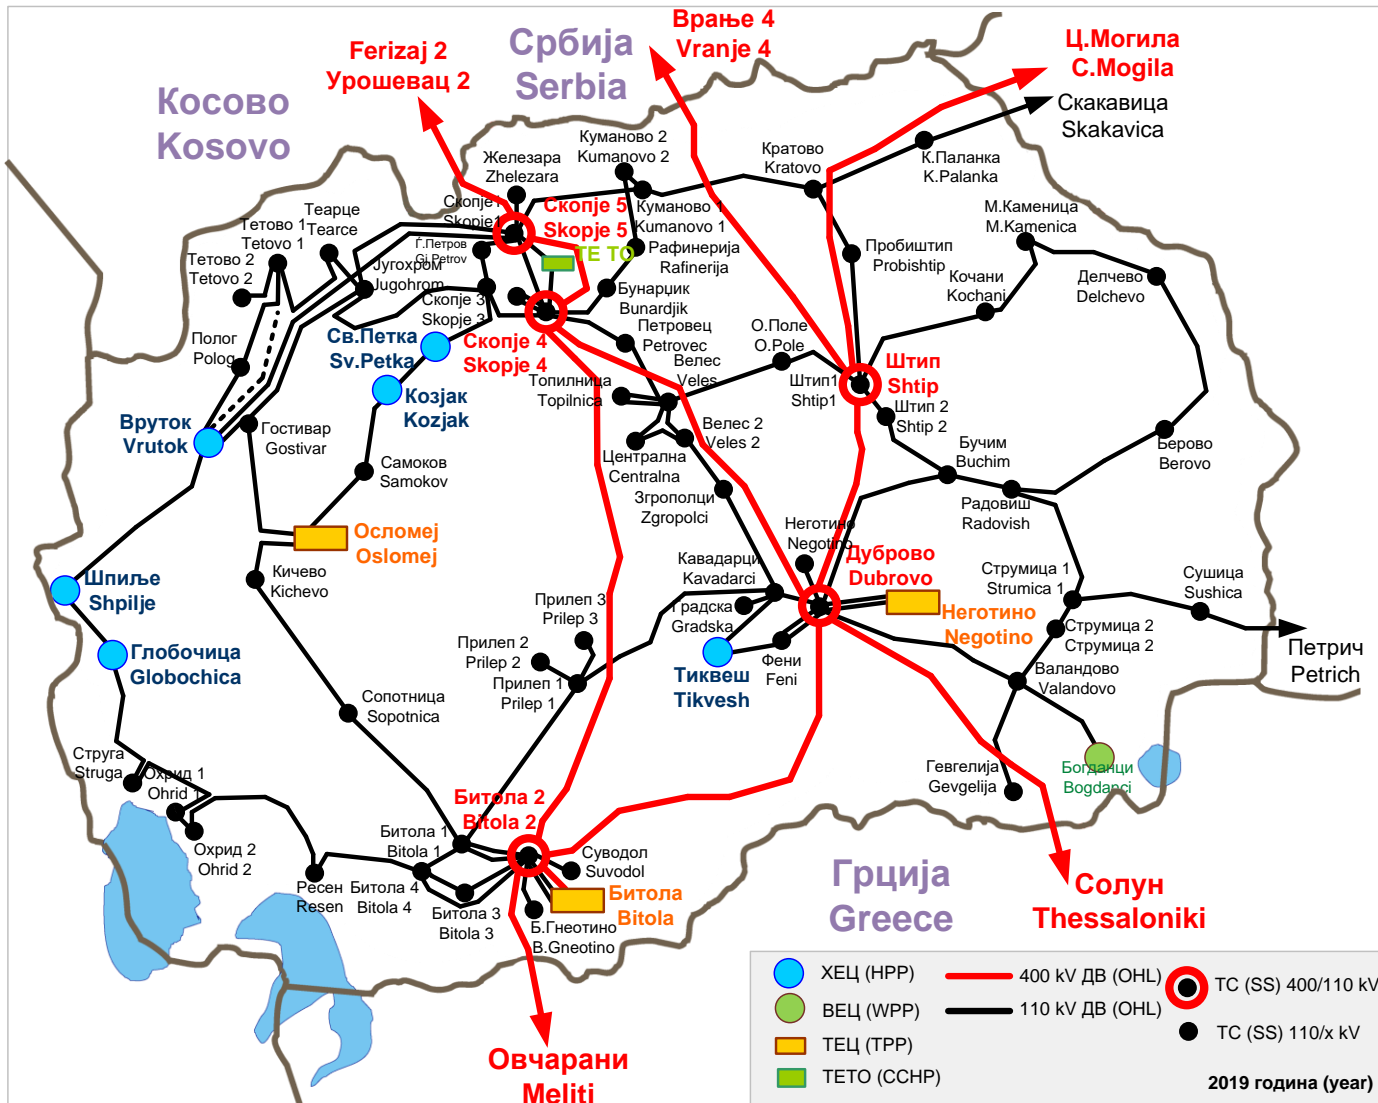 Врање 4
Vranje 4
Ferizaj 2
Урошевац 2
Србија
Serbia
Ц.Могила
C.Mogila
Косово
Kosovo
Скакавица
Skakavica
Куманово 2
Kumanovo 2
Железара
Zhelezara
Кратово
Kratovo
К.Паланка
K.Palanka
Скопје1
Skopje1
Скопје 5
Skopje 5
Куманово 1
Kumanovo 1
М.Каменица
M.Kamenica
Теарце
Tearce
Тетово 1
Tetovo 1
Тетово 2
Tetovo 2
Ѓ.Петров
Gj.Petrov
TE TO
Рафинерија
Rafinerija
Пробиштип
Probishtip
Југохром
Jugohrom
Кочани
Kochani
Делчево
Delchevo
Скопје 3
Skopje 3
Бунарџик
Bunardjik
Полог
Polog
Св.Петка
Sv.Petka
Скопје 4
Skopje 4
Петровец
Petrovec
О.Поле
O.Pole
Велес
Veles
Штип
Shtip
Штип1
Shtip1
Топилница
Topilnica
Козјак
Kozjak
Вруток
Vrutok
Гостивар
Gostivar
Штип 2
Shtip 2
Велес 2
Veles 2
Бучим
Buchim
Берово
Berovo
Централна
Centralna
Самоков
Samokov
Згрополци
Zgropolci
Радовиш
Radovish
Осломеј
Oslomej
Неготино
Negotino
Дуброво
Dubrovo
Кавадарци
Kavadarci
Струмица 1
Strumica 1
Сушица
Sushica
Шпиље
Shpilje
Кичево
Kichevo
Прилеп 3
Prilep 3
Градска
Gradska
Неготино
Negotino
Струмица 2
Струмица 2
Петрич
Petrich
Глобочица
Globochica
Прилеп 2
Prilep 2
Прилеп 1
Prilep 1
Тиквеш
Tikvesh
Фени
Feni
Валандово
Valandovo
Сопотница
Sopotnica
Струга
Struga
Охрид 1
Ohrid 1
Гевгелија
Gevgelija
Богданци
Bogdanci
Битола 2
Bitola 2
Битола 1
Bitola 1
Охрид 2
Ohrid 2
Суводол
Suvodol
Ресен
Resen
Битола 4
Bitola 4
Битола 3
Bitola 3
Битола
Bitola
Б.Гнеотино
B.Gneotino
Грција
Greece
Солун
Thessaloniki
Овчарани
Meliti
ХЕЦ (HPP)
400 kV ДВ (OHL)
ТС (SS) 400/110 kV
ВЕЦ (WPP)
110 kV ДВ (OHL)
ТЕЦ (TPP)
ТС (SS) 110/x kV
ТЕТО (CCHP)
2019 година (year)